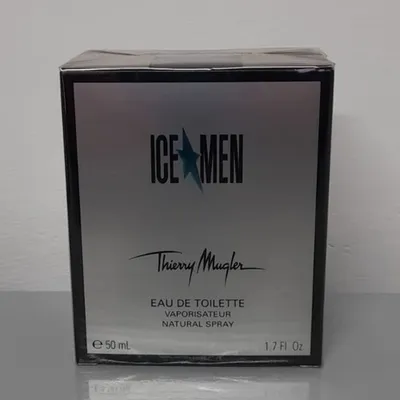 ICE★MEN
Thierry Mugler
EAU DE TOILETTE
VAPORISATEUR
NATURAL SPRAY
℮ 50 mL 1.7 Fl. Oz